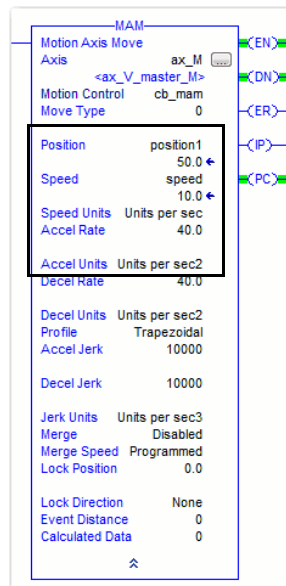 MAM
Motion Axis Move
(EN)
Axis ax_M ...
<ax_V_master_M>
(DN)
Motion Control cb_mam
Move Type 0
(ER)
Position position1
(IP)
50.0
Speed speed
(PC)
10.0
Speed Units Units per sec
Accel Rate 40.0
Accel Units Units per sec2
Decel Rate 40.0
Decel Units Units per sec2
Profile Trapezoidal
Accel Jerk 10000
Decel Jerk 10000
Jerk Units Units per sec3
Merge Disabled
Merge Speed Programmed
Lock Position 0.0
Lock Direction None
Event Distance 0
Calculated Data 0